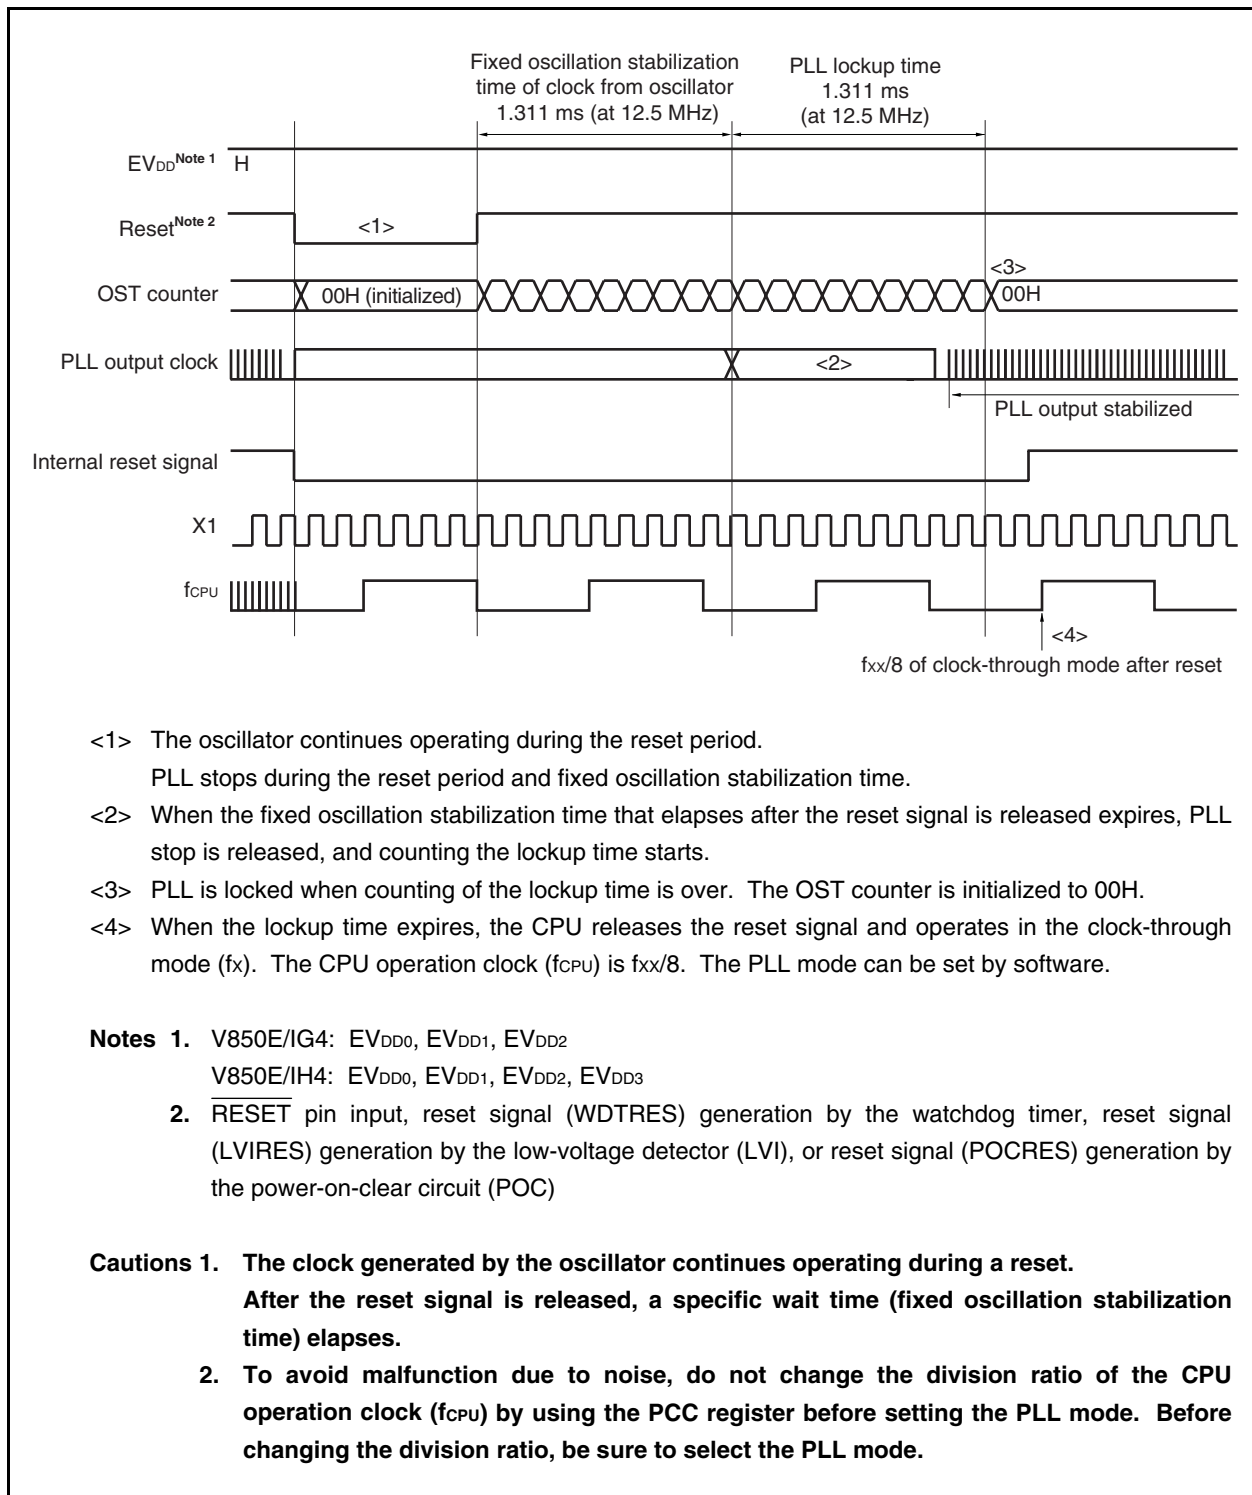 Fixed oscillation stabilization
time of clock from oscillator
1.311 ms (at 12.5 MHz)
PLL lockup time
1.311 ms
(at 12.5 MHz)
EVDD Note 1 H
Reset Note 2 <1>
<3>
OST counter 00H (initialized) 00H
PLL output clock <2>
PLL output stabilized
Internal reset signal
X1
fCPU
<4>
fxx/8 of clock-through mode after reset
<1> The oscillator continues operating during the reset period.
PLL stops during the reset period and fixed oscillation stabilization time.
<2> When the fixed oscillation stabilization time that elapses after the reset signal is released expires, PLL
stop is released, and counting the lockup time starts.
<3> PLL is locked when counting of the lockup time is over. The OST counter is initialized to 00H.
<4> When the lockup time expires, the CPU releases the reset signal and operates in the clock-through
mode (fx). The CPU operation clock (fCPU) is fxx/8. The PLL mode can be set by software.
Notes 1. V850E/IG4: EVDD0, EVDD1, EVDD2
V850E/IH4: EVDD0, EVDD1, EVDD2, EVDD3
2. RESET pin input, reset signal (WDTRES) generation by the watchdog timer, reset signal
(LVIRES) generation by the low-voltage detector (LVI), or reset signal (POCRES) generation by
the power-on-clear circuit (POC)
Cautions 1. The clock generated by the oscillator continues operating during a reset.
After the reset signal is released, a specific wait time (fixed oscillation stabilization
time) elapses.
2. To avoid malfunction due to noise, do not change the division ratio of the CPU
operation clock (fCPU) by using the PCC register before setting the PLL mode. Before
changing the division ratio, be sure to select the PLL mode.